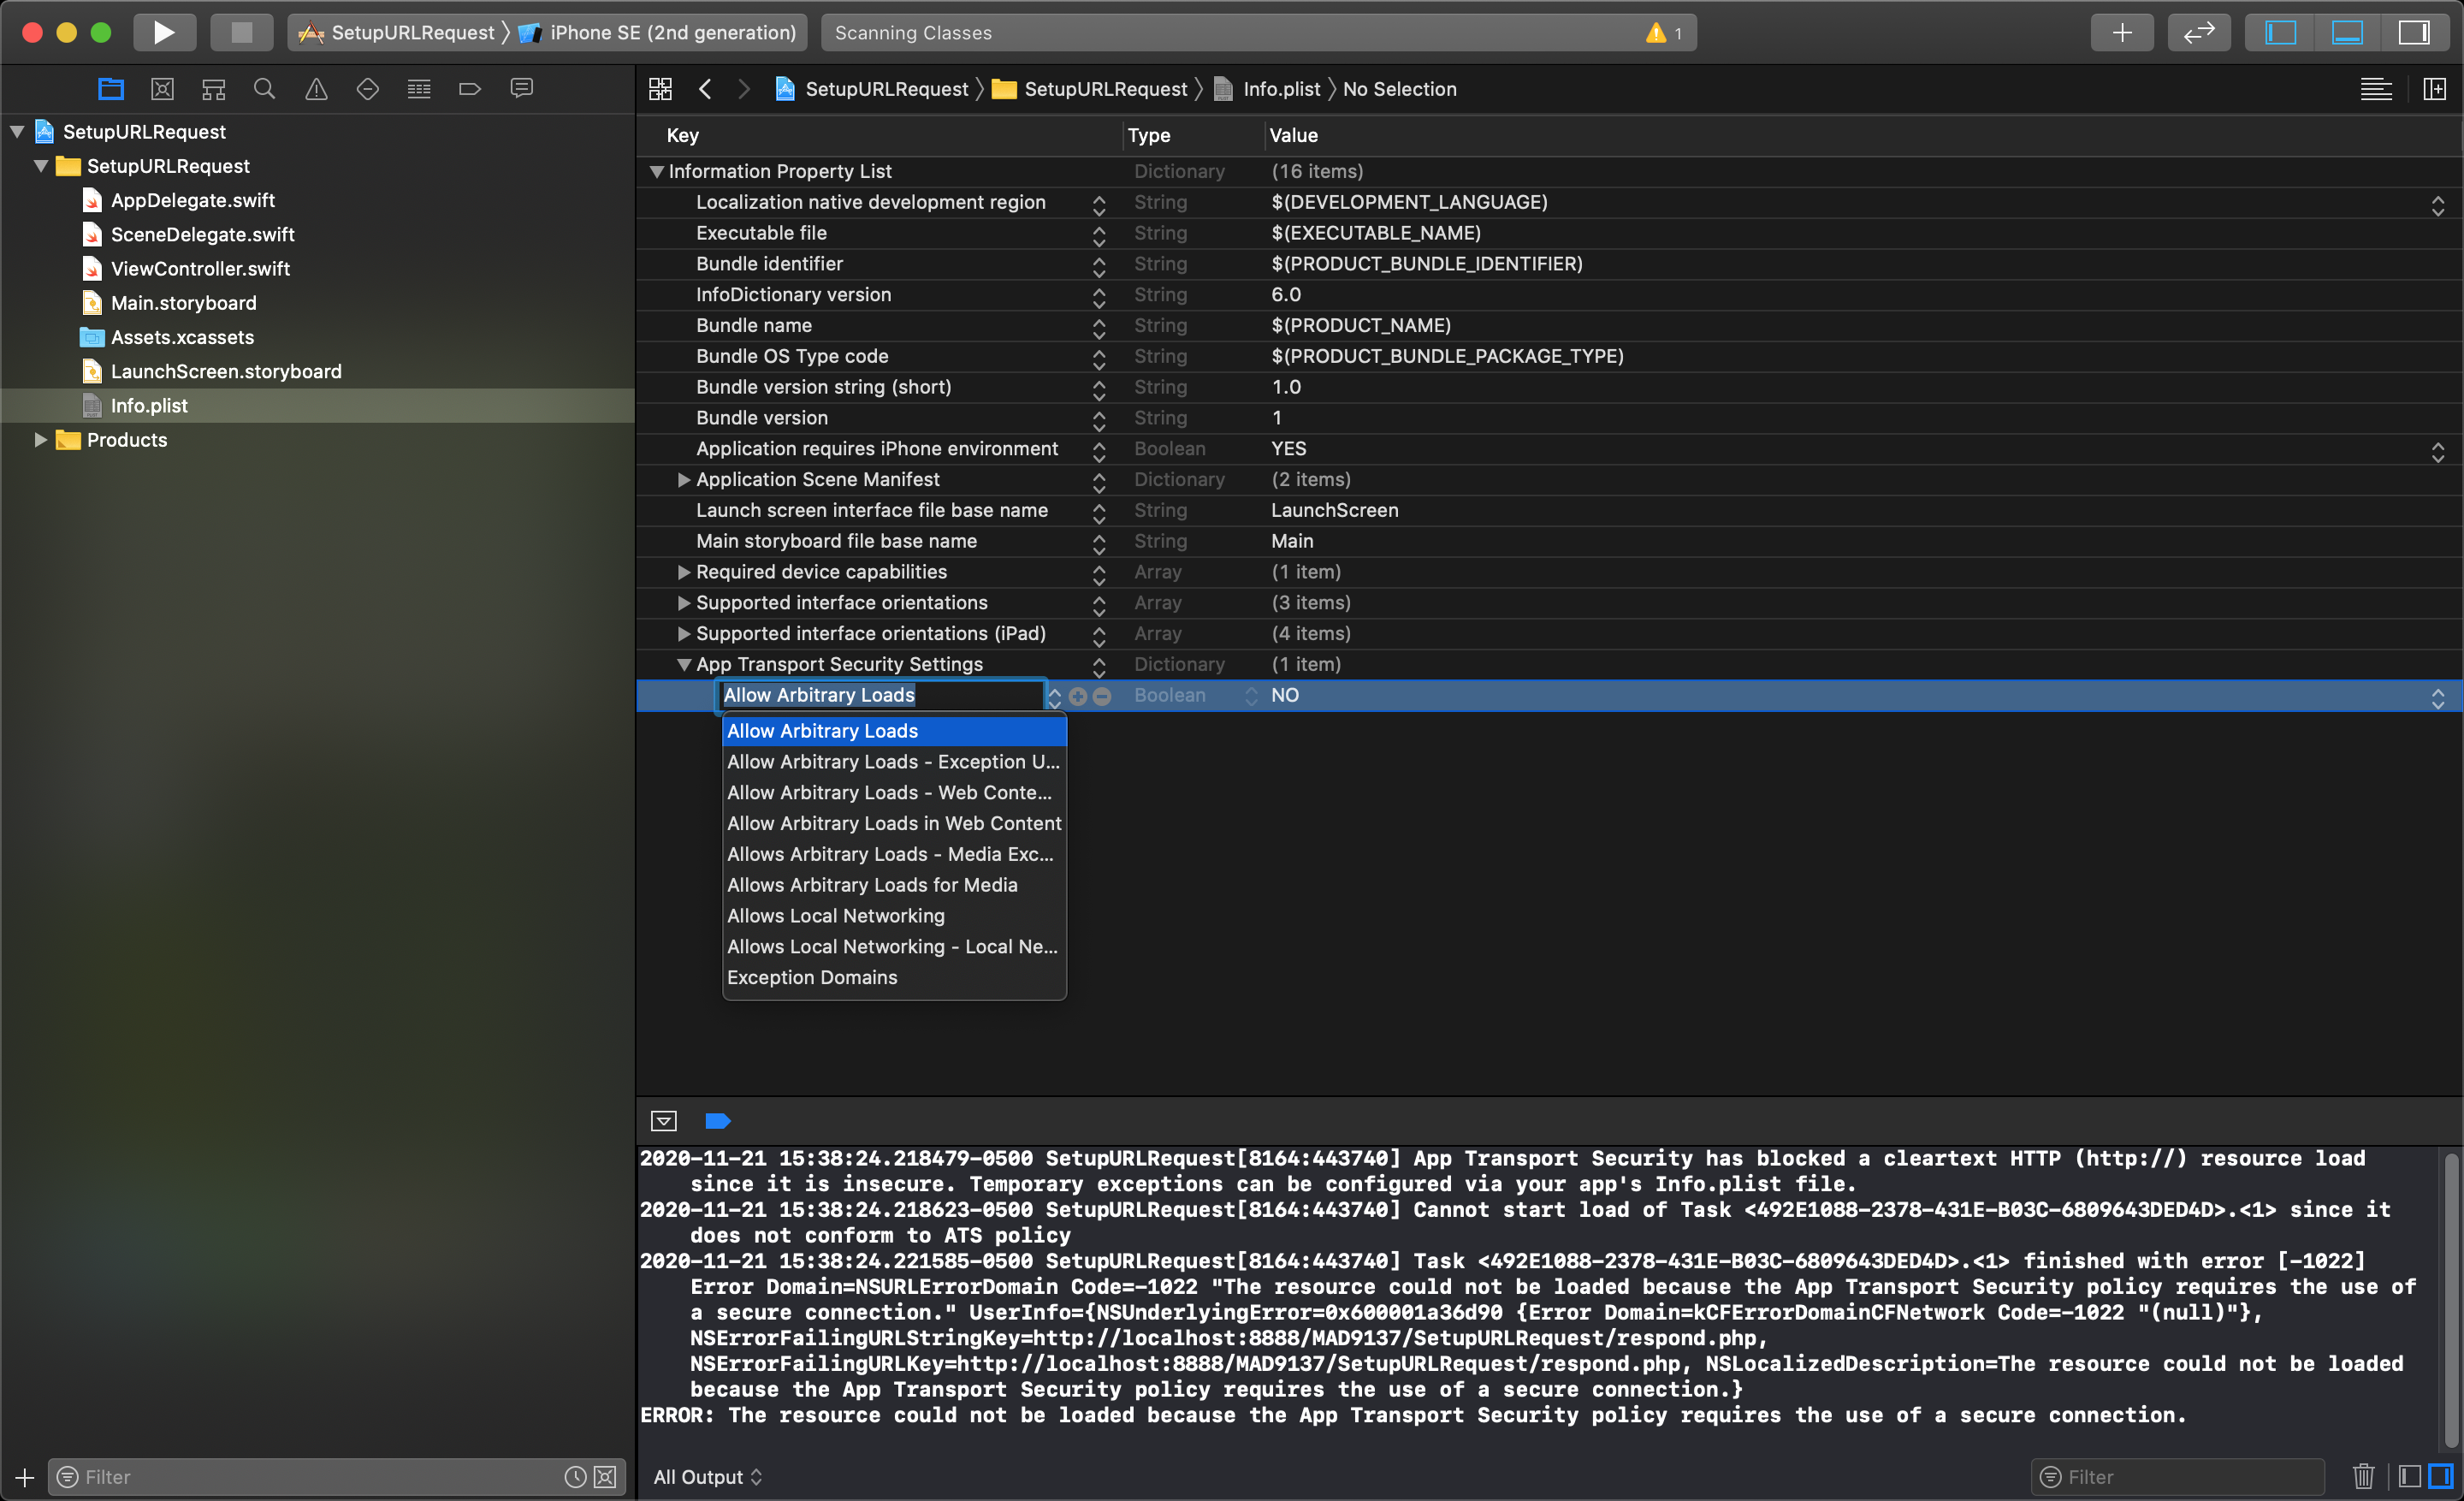 SetupURLRequest
iPhone SE (2nd generation)
Scanning Classes
1
SetupURLRequest
SetupURLRequest
Info.plist
No Selection
SetupURLRequest
SetupURLRequest
AppDelegate.swift
SceneDelegate.swift
ViewController.swift
Main.storyboard
Assets.xcassets
LaunchScreen.storyboard
Info.plist
Products
Key Type Value
Information Property List Dictionary (16 items)
Localization native development region String $(DEVELOPMENT_LANGUAGE)
Executable file String $(EXECUTABLE_NAME)
Bundle identifier String $(PRODUCT_BUNDLE_IDENTIFIER)
InfoDictionary version String 6.0
Bundle name String $(PRODUCT_NAME)
Bundle OS Type code String $(PRODUCT_BUNDLE_PACKAGE_TYPE)
Bundle version string (short) String 1.0
Bundle version String 1
Application requires iPhone environment Boolean YES
Application Scene Manifest Dictionary (2 items)
Launch screen interface file base name String LaunchScreen
Main storyboard file base name String Main
Required device capabilities Array (1 item)
Supported interface orientations Array (3 items)
Supported interface orientations (iPad) Array (4 items)
App Transport Security Settings Dictionary (1 item)
Allow Arbitrary Loads Boolean NO
Allow Arbitrary Loads
Allow Arbitrary Loads - Exception U...
Allow Arbitrary Loads - Web Conte...
Allow Arbitrary Loads in Web Content
Allows Arbitrary Loads - Media Exc...
Allows Arbitrary Loads for Media
Allows Local Networking
Allows Local Networking - Local Ne...
Exception Domains
2020-11-21 15:38:24.218479-0500 SetupURLRequest[8164:443740] App Transport Security has blocked a cleartext HTTP (http://) resource load
since it is insecure. Temporary exceptions can be configured via your app's Info.plist file.
2020-11-21 15:38:24.218623-0500 SetupURLRequest[8164:443740] Cannot start load of Task <492E1088-2378-431E-B03C-6809643DED4D>.<1> since it
does not conform to ATS policy
2020-11-21 15:38:24.221585-0500 SetupURLRequest[8164:443740] Task <492E1088-2378-431E-B03C-6809643DED4D>.<1> finished with error [-1022]
Error Domain=NSURLErrorDomain Code=-1022 "The resource could not be loaded because the App Transport Security policy requires the use of
a secure connection." UserInfo={NSUnderlyingError=0x600001a36d90 {Error Domain=kCFErrorDomainCFNetwork Code=-1022 "(null)"},
NSErrorFailingURLStringKey=http://localhost:8888/MAD9137/SetupURLRequest/respond.php,
NSErrorFailingURLKey=http://localhost:8888/MAD9137/SetupURLRequest/respond.php, NSLocalizedDescription=The resource could not be loaded
because the App Transport Security policy requires the use of a secure connection.}
ERROR: The resource could not be loaded because the App Transport Security policy requires the use of a secure connection.
Filter
All Output
Filter